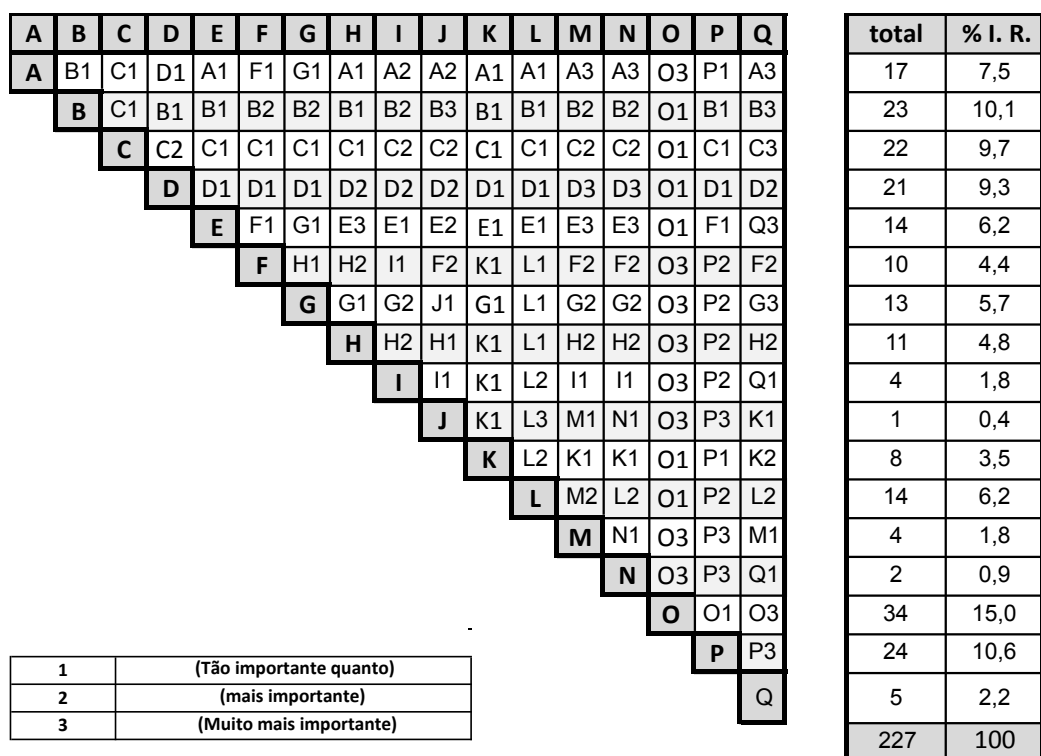 A B C D E F G H I J K L M N O P Q total % I. R.
A B1 C1 D1 A1 F1 G1 A1 A2 A2 A1 A1 A3 A3 O3 P1 A3 17 7,5
B C1 B1 B1 B2 B2 B1 B2 B3 B1 B1 B2 B2 O1 B1 B3 23 10,1
C C2 C1 C1 C1 C1 C2 C2 C1 C1 C2 C2 O1 C1 C3 22 9,7
D D1 D1 D1 D2 D2 D2 D1 D1 D3 D3 O1 D1 D2 21 9,3
E F1 G1 E3 E1 E2 E1 E1 E3 E3 O1 F1 Q3 14 6,2
F H1 H2 I1 F2 K1 L1 F2 F2 O3 P2 F2 10 4,4
G G1 G2 J1 G1 L1 G2 G2 O3 P2 G3 13 5,7
H H2 H1 K1 L1 H2 H2 O3 P2 H2 11 4,8
I I1 K1 L2 I1 I1 O3 P2 Q1 4 1,8
J K1 L3 M1 N1 O3 P3 K1 1 0,4
K L2 K1 K1 O1 P1 K2 8 3,5
L M2 L2 O1 P2 L2 14 6,2
M N1 O3 P3 M1 4 1,8
N O3 P3 Q1 2 0,9
O O1 O3 34 15,0
P P3 24 10,6
Q 5 2,2
227 100
1 (Tão importante quanto)
2 (mais importante)
3 (Muito mais importante)